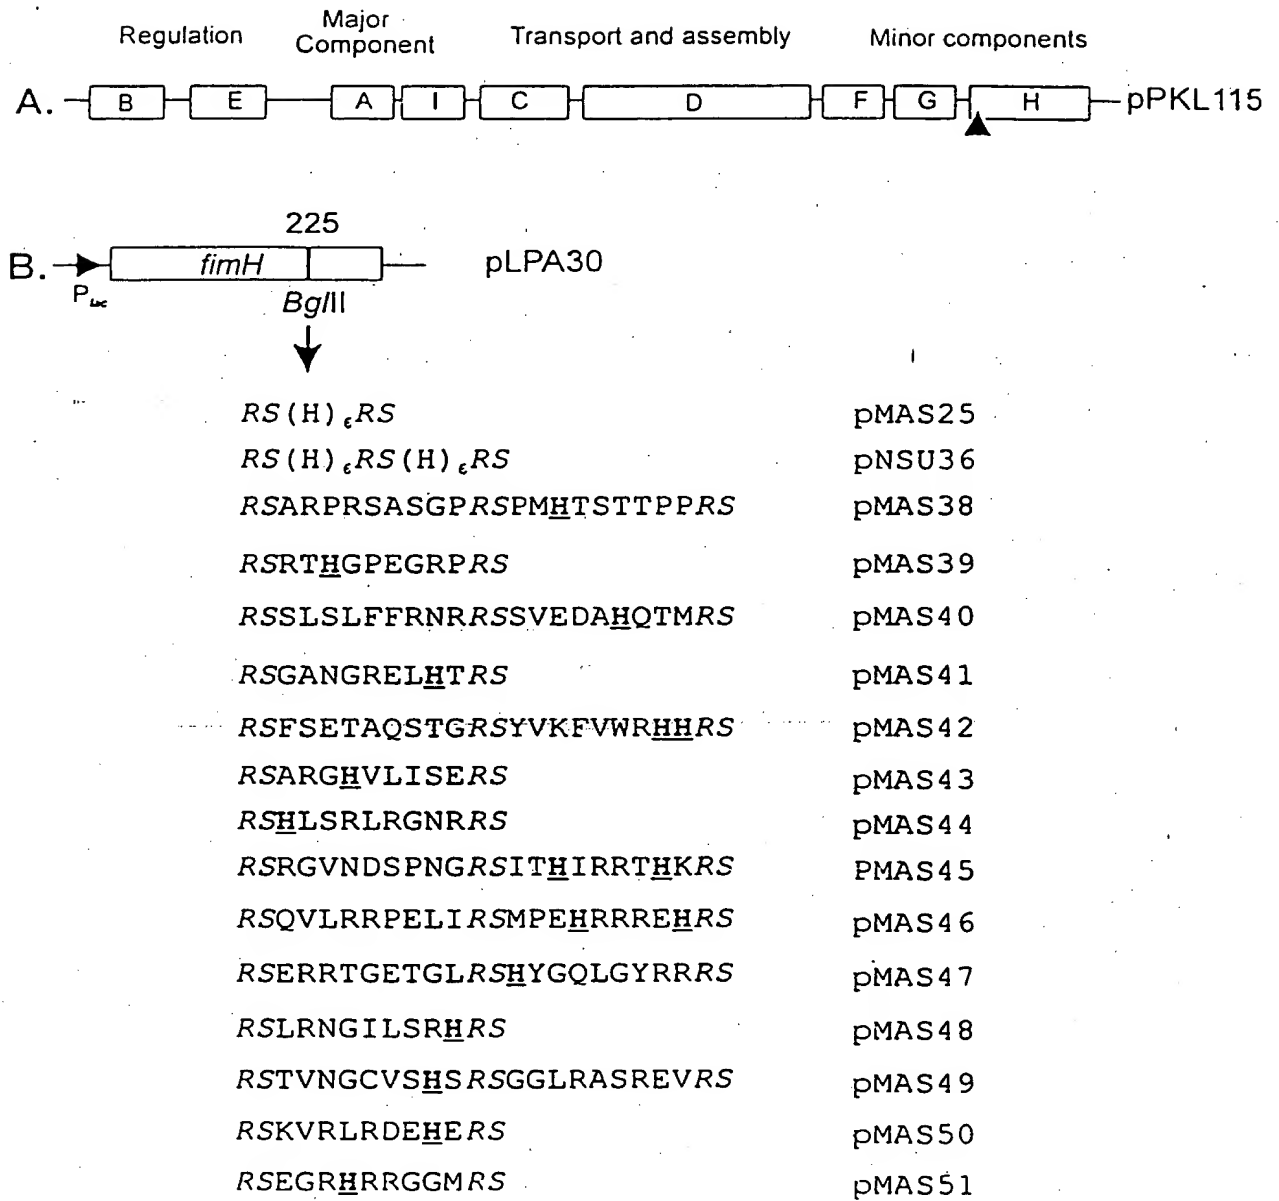 Regulation Major Component Transport and assembly Minor components
A. B E A I C D F G H pPKL115
225
B. fimH pLPA30
Plac BglII
RS(H)6RS pMAS25
RS(H)6RS(H)6RS pNSU36
RSARPRSASGPRSPMHTSTTPPRS pMAS38
RSRTHGPEGRPRS pMAS39
RSSLSLFFRNRRSSVEDAHQTMRS pMAS40
RSGANGRELHTRS pMAS41
RSFSETAQSTGRSYVKFVWRHHRS pMAS42
RSARGHVLISERS pMAS43
RSHLSRLRGNRRS pMAS44
RSRGVNDSPNGRSITHIRRTHKRS PMAS45
RSQVLRRPELIRSMPEHRRREHRS pMAS46
RSERRTGETGLRSHYGQLGYRRRS pMAS47
RSLRNGILSRHRS pMAS48
RSTVNGCVSHSRSGGLRASREVRS pMAS49
RSKVRLRDEHERS pMAS50
RSEGRHRRGGMRS pMAS51